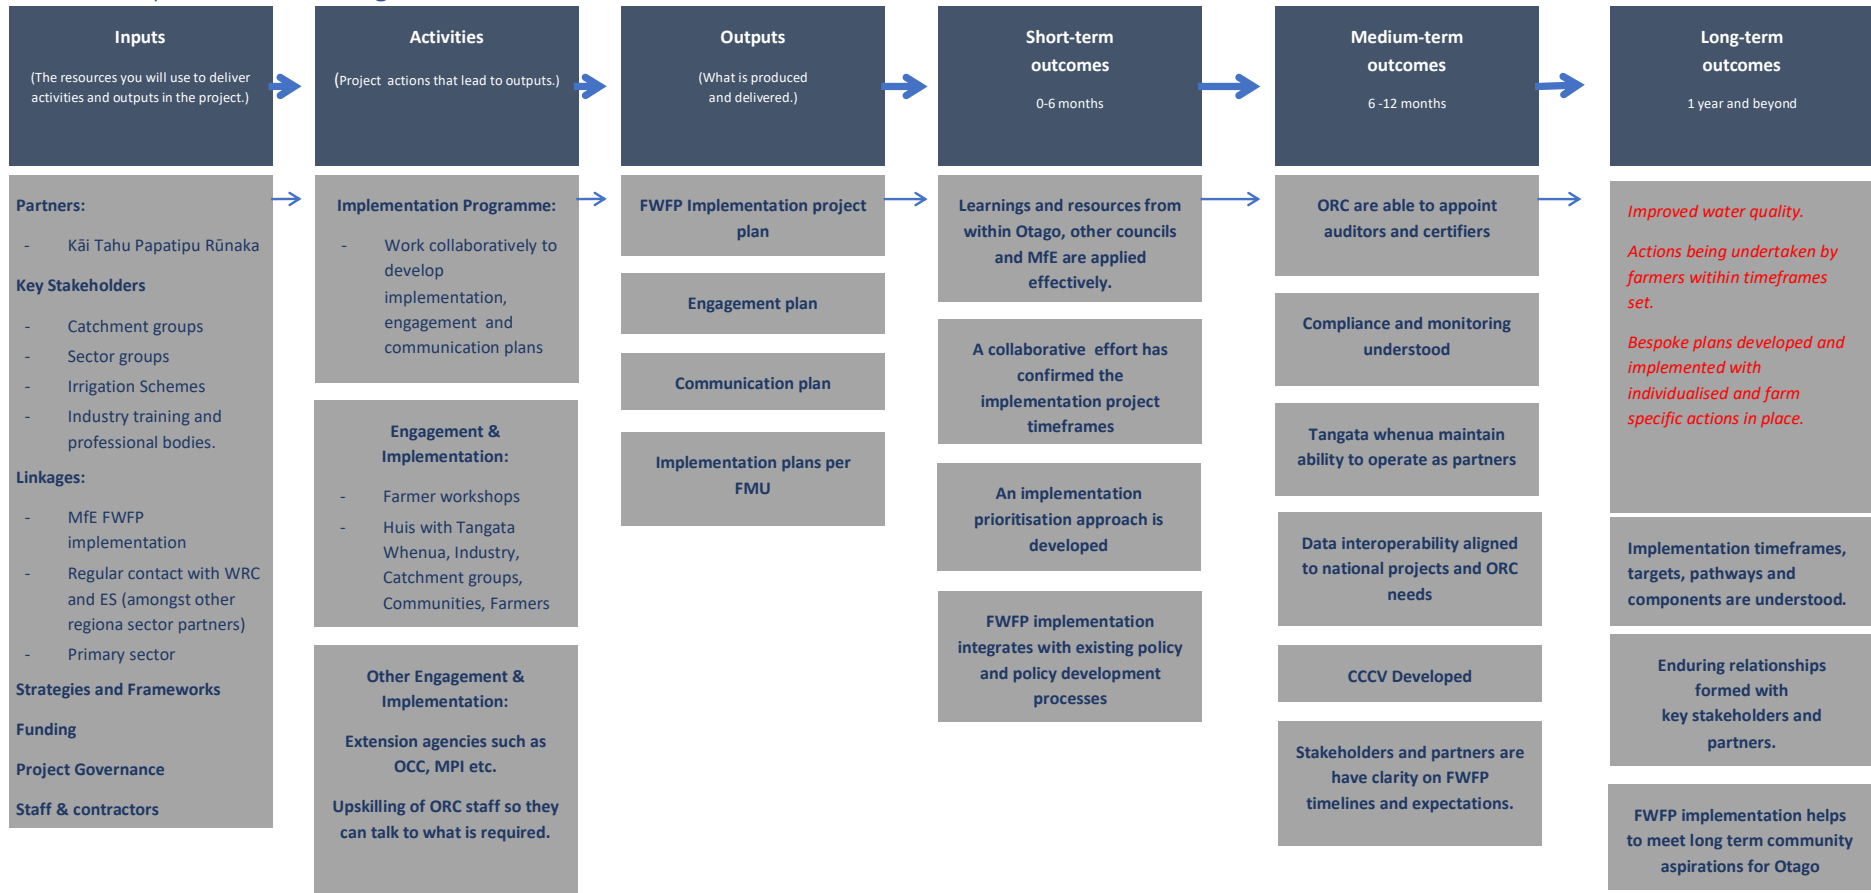 Inputs
(The resources you will use to deliver
activities and outputs in the project.)
Partners:
- Kāi Tahu Papatipu Rūnaka
Key Stakeholders
- Catchment groups
- Sector groups
- Irrigation Schemes
- Industry training and
professional bodies.
Linkages:
- MfE FWFP
implementation
- Regular contact with WRC
and ES (amongst other
regiona sector partners)
- Primary sector
Strategies and Frameworks
Funding
Project Governance
Staff & contractors
Activities
(Project actions that lead to outputs.)
Implementation Programme:
- Work collaboratively to
develop
implementation,
engagement and
communication plans
Engagement &
Implementation:
- Farmer workshops
- Huis with Tangata
Whenua, Industry,
Catchment groups,
Communities, Farmers
Other Engagement &
Implementation:
Extension agencies such as
OCC, MPI etc.
Upskilling of ORC staff so they
can talk to what is required.
Outputs
(What is produced
and delivered.)
FWFP Implementation project
plan
Engagement plan
Communication plan
Implementation plans per
FMU
Short-term
outcomes
0-6 months
Learnings and resources from
within Otago, other councils
and MfE are applied
effectively.
A collaborative effort has
confirmed the
implementation project
timeframes
An implementation
prioritisation approach is
developed
FWFP implementation
integrates with existing policy
and policy development
processes
Medium-term
outcomes
6 -12 months
ORC are able to appoint
auditors and certifiers
Compliance and monitoring
understood
Tangata whenua maintain
ability to operate as partners
Data interoperability aligned
to national projects and ORC
needs
CCCV Developed
Stakeholders and partners are
have clarity on FWFP
timelines and expectations.
Long-term
outcomes
1 year and beyond
Improved water quality.
Actions being undertaken by
farmers witihin timeframes
set.
Bespoke plans developed and
implemented with
individualised and farm
specific actions in place.
Implementation timeframes,
targets, pathways and
components are understood.
Enduring relationships
formed with
key stakeholders and
partners.
FWFP implementation helps
to meet long term community
aspirations for Otago